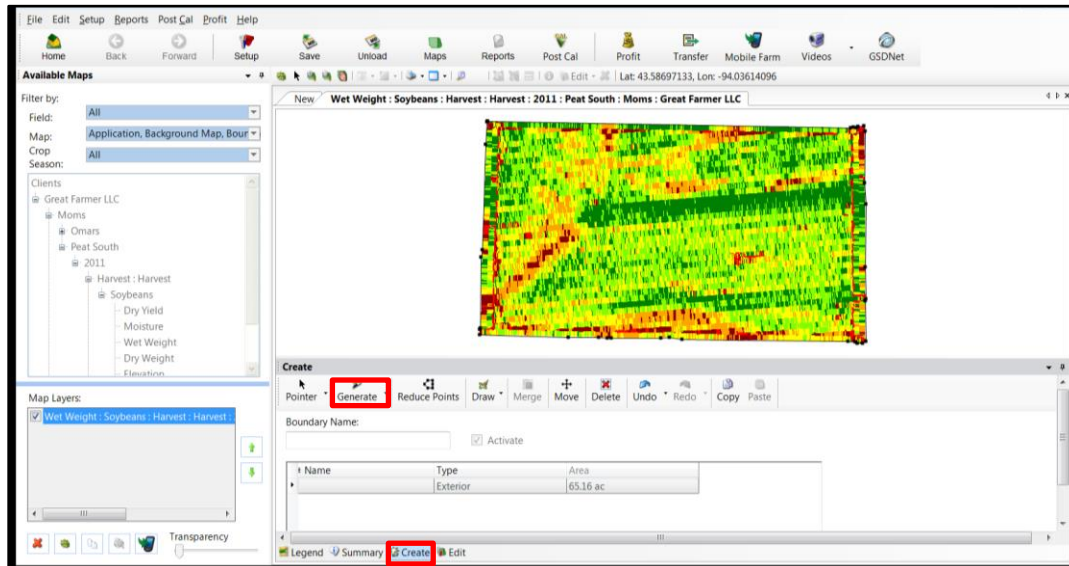 File Edit Setup Reports Post Cal Profit Help
Home Back Forward Setup Save Unload Maps Reports Post Cal Profit Transfer Mobile Farm Videos GSDNet
Available Maps
Edit Lat: 43.58697133, Lon: -94.03614096
Filter by:
Field: All
Map: Application, Background Map, Bour
Crop Season: All
New Wet Weight : Soybeans : Harvest : Harvest : 2011 : Peat South : Moms : Great Farmer LLC
Clients
Great Farmer LLC
Moms
Omars
Peat South
2011
Harvest : Harvest
Soybeans
Dry Yield
Moisture
Wet Weight
Dry Weight
Elevation
Map Layers:
Wet Weight : Soybeans : Harvest : Harvest : 
Transparency
Create
Pointer Generate Reduce Points Draw Merge Move Delete Undo Redo Copy Paste
Boundary Name:
Activate
Name Type Area
Exterior 65.16 ac
Legend Summary Create Edit